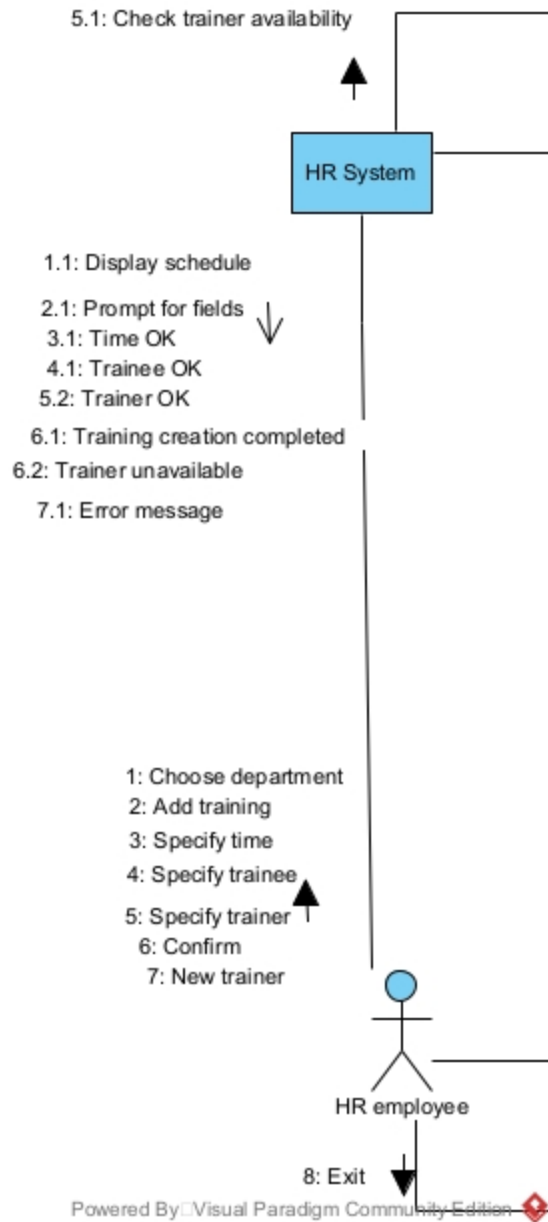 5.1: Check trainer availability
HR System
1.1: Display schedule
2.1: Prompt for fields
3.1: Time OK
4.1: Trainee OK
5.2: Trainer OK
6.1: Training creation completed
6.2: Trainer unavailable
7.1: Error message
1: Choose department
2: Add training
3: Specify time
4: Specify trainee
5: Specify trainer
6: Confirm
7: New trainer
HR employee
8: Exit
Powered By Visual Paradigm Community Edition